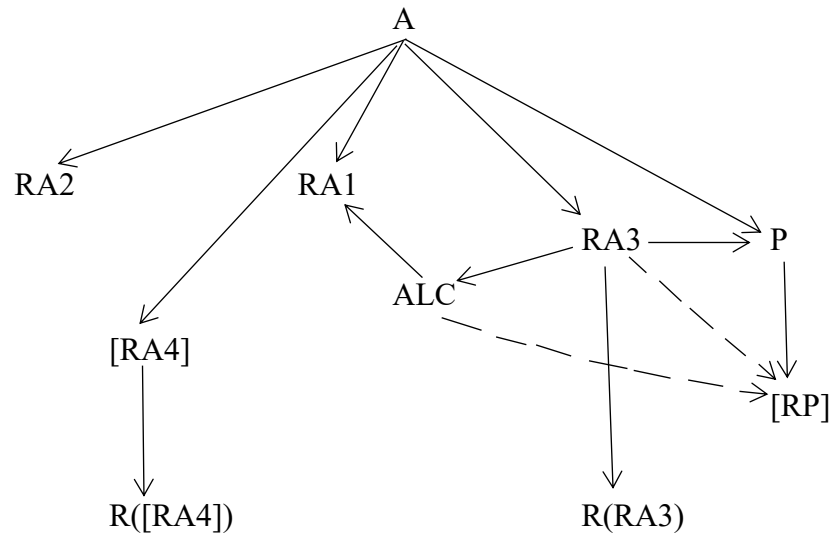 A
RA2
RA1
RA3
P
ALC
[RA4]
[RP]
R([RA4])
R(RA3)